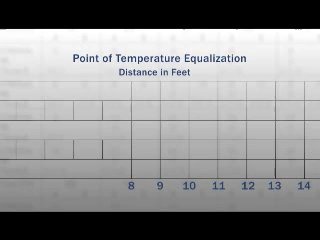 Point of Temperature Equalization
Distance in Feet
8 9 10 11 12 13 14